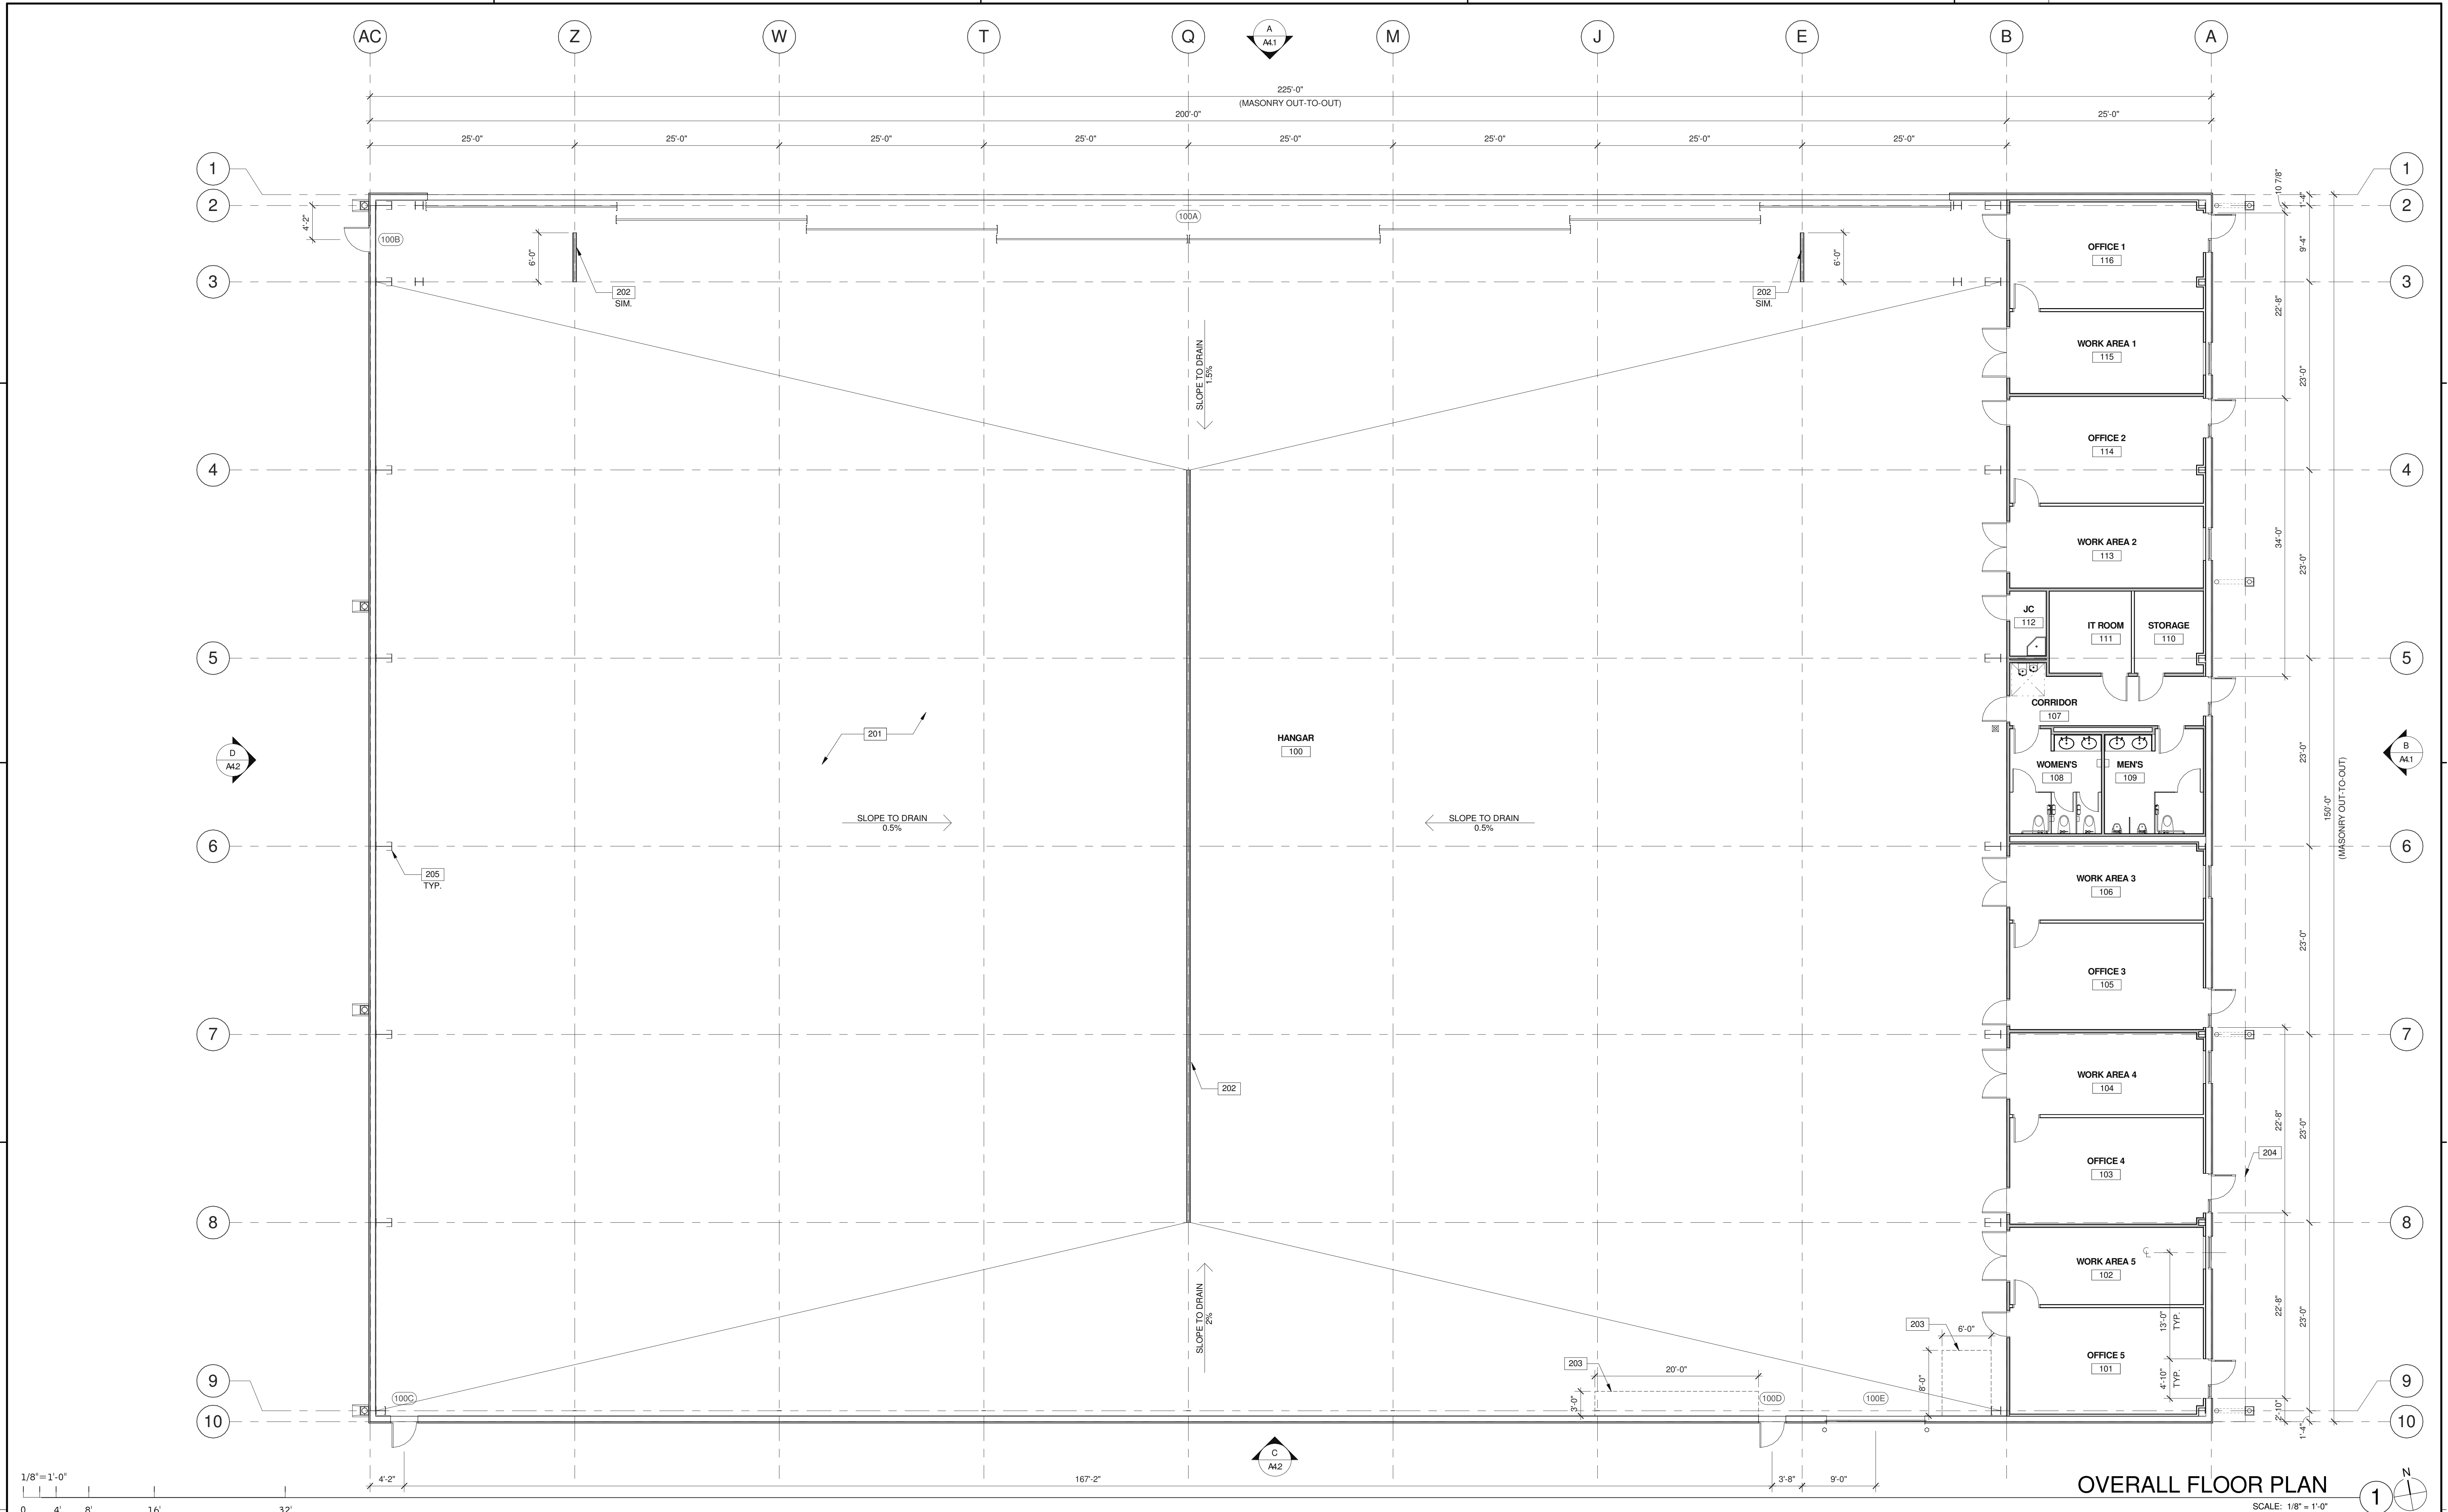 AC
Z
W
T
Q
A
A4.1
M
J
E
B
A
225'-0"
(MASONRY OUT-TO-OUT)
200'-0"
25'-0"
25'-0"
25'-0"
25'-0"
25'-0"
25'-0"
25'-0"
25'-0"
25'-0"
1
1
10 7/8"
1'-4"
2
2
4'-2"
100A
100B
9'-4"
OFFICE 1
116
6'-0"
6'-0"
3
3
202
SIM.
202
SIM.
22'-8"
SLOPE TO DRAIN
1.5%
WORK AREA 1
115
23'-0"
OFFICE 2
114
4
4
WORK AREA 2
113
34'-0"
23'-0"
JC
112
IT ROOM
111
STORAGE
110
5
5
CORRIDOR
107
201
HANGAR
100
D
A4.2
B
A4.1
23'-0"
WOMEN'S
108
MEN'S
109
150'-0"
(MASONRY OUT-TO-OUT)
SLOPE TO DRAIN
0.5%
SLOPE TO DRAIN
0.5%
6
6
205
TYP.
WORK AREA 3
106
23'-0"
OFFICE 3
105
7
7
WORK AREA 4
104
202
22'-8"
23'-0"
OFFICE 4
103
204
8
8
WORK AREA 5
102
CL
SLOPE TO DRAIN
2%
22'-8"
23'-0"
13'-0"
TYP.
203
6'-0"
OFFICE 5
101
203
20'-0"
8'-0"
4'-10"
TYP.
9
9
100C
3'-0"
100D
100E
2'-10"
10
10
1'-4"
C
A4.2
4'-2"
167'-2"
3'-8"
9'-0"
1/8"=1'-0"
0 4' 8' 16' 32'
OVERALL FLOOR PLAN
SCALE: 1/8" = 1'-0"
1
N